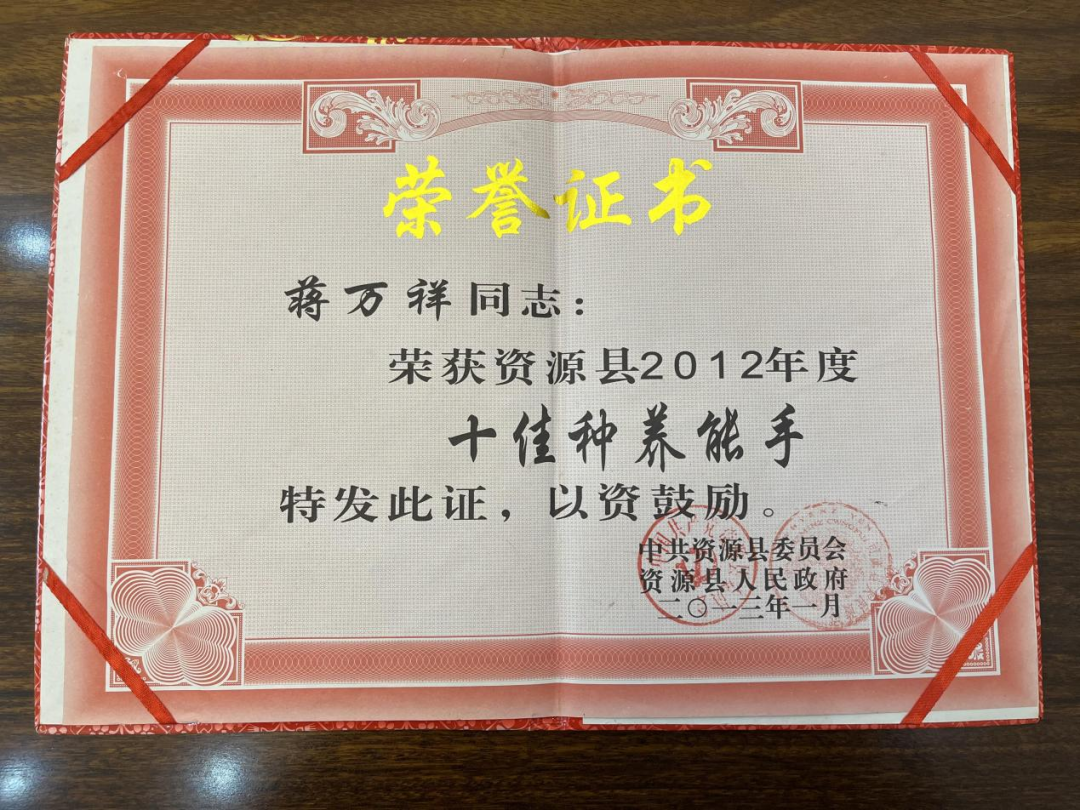 荣誉证书
蒋万祥同志：
荣获资源县2012年度
十佳种养能手
特发此证，以资鼓励。
中共资源县委员会
资源县人民政府
二〇一三年一月